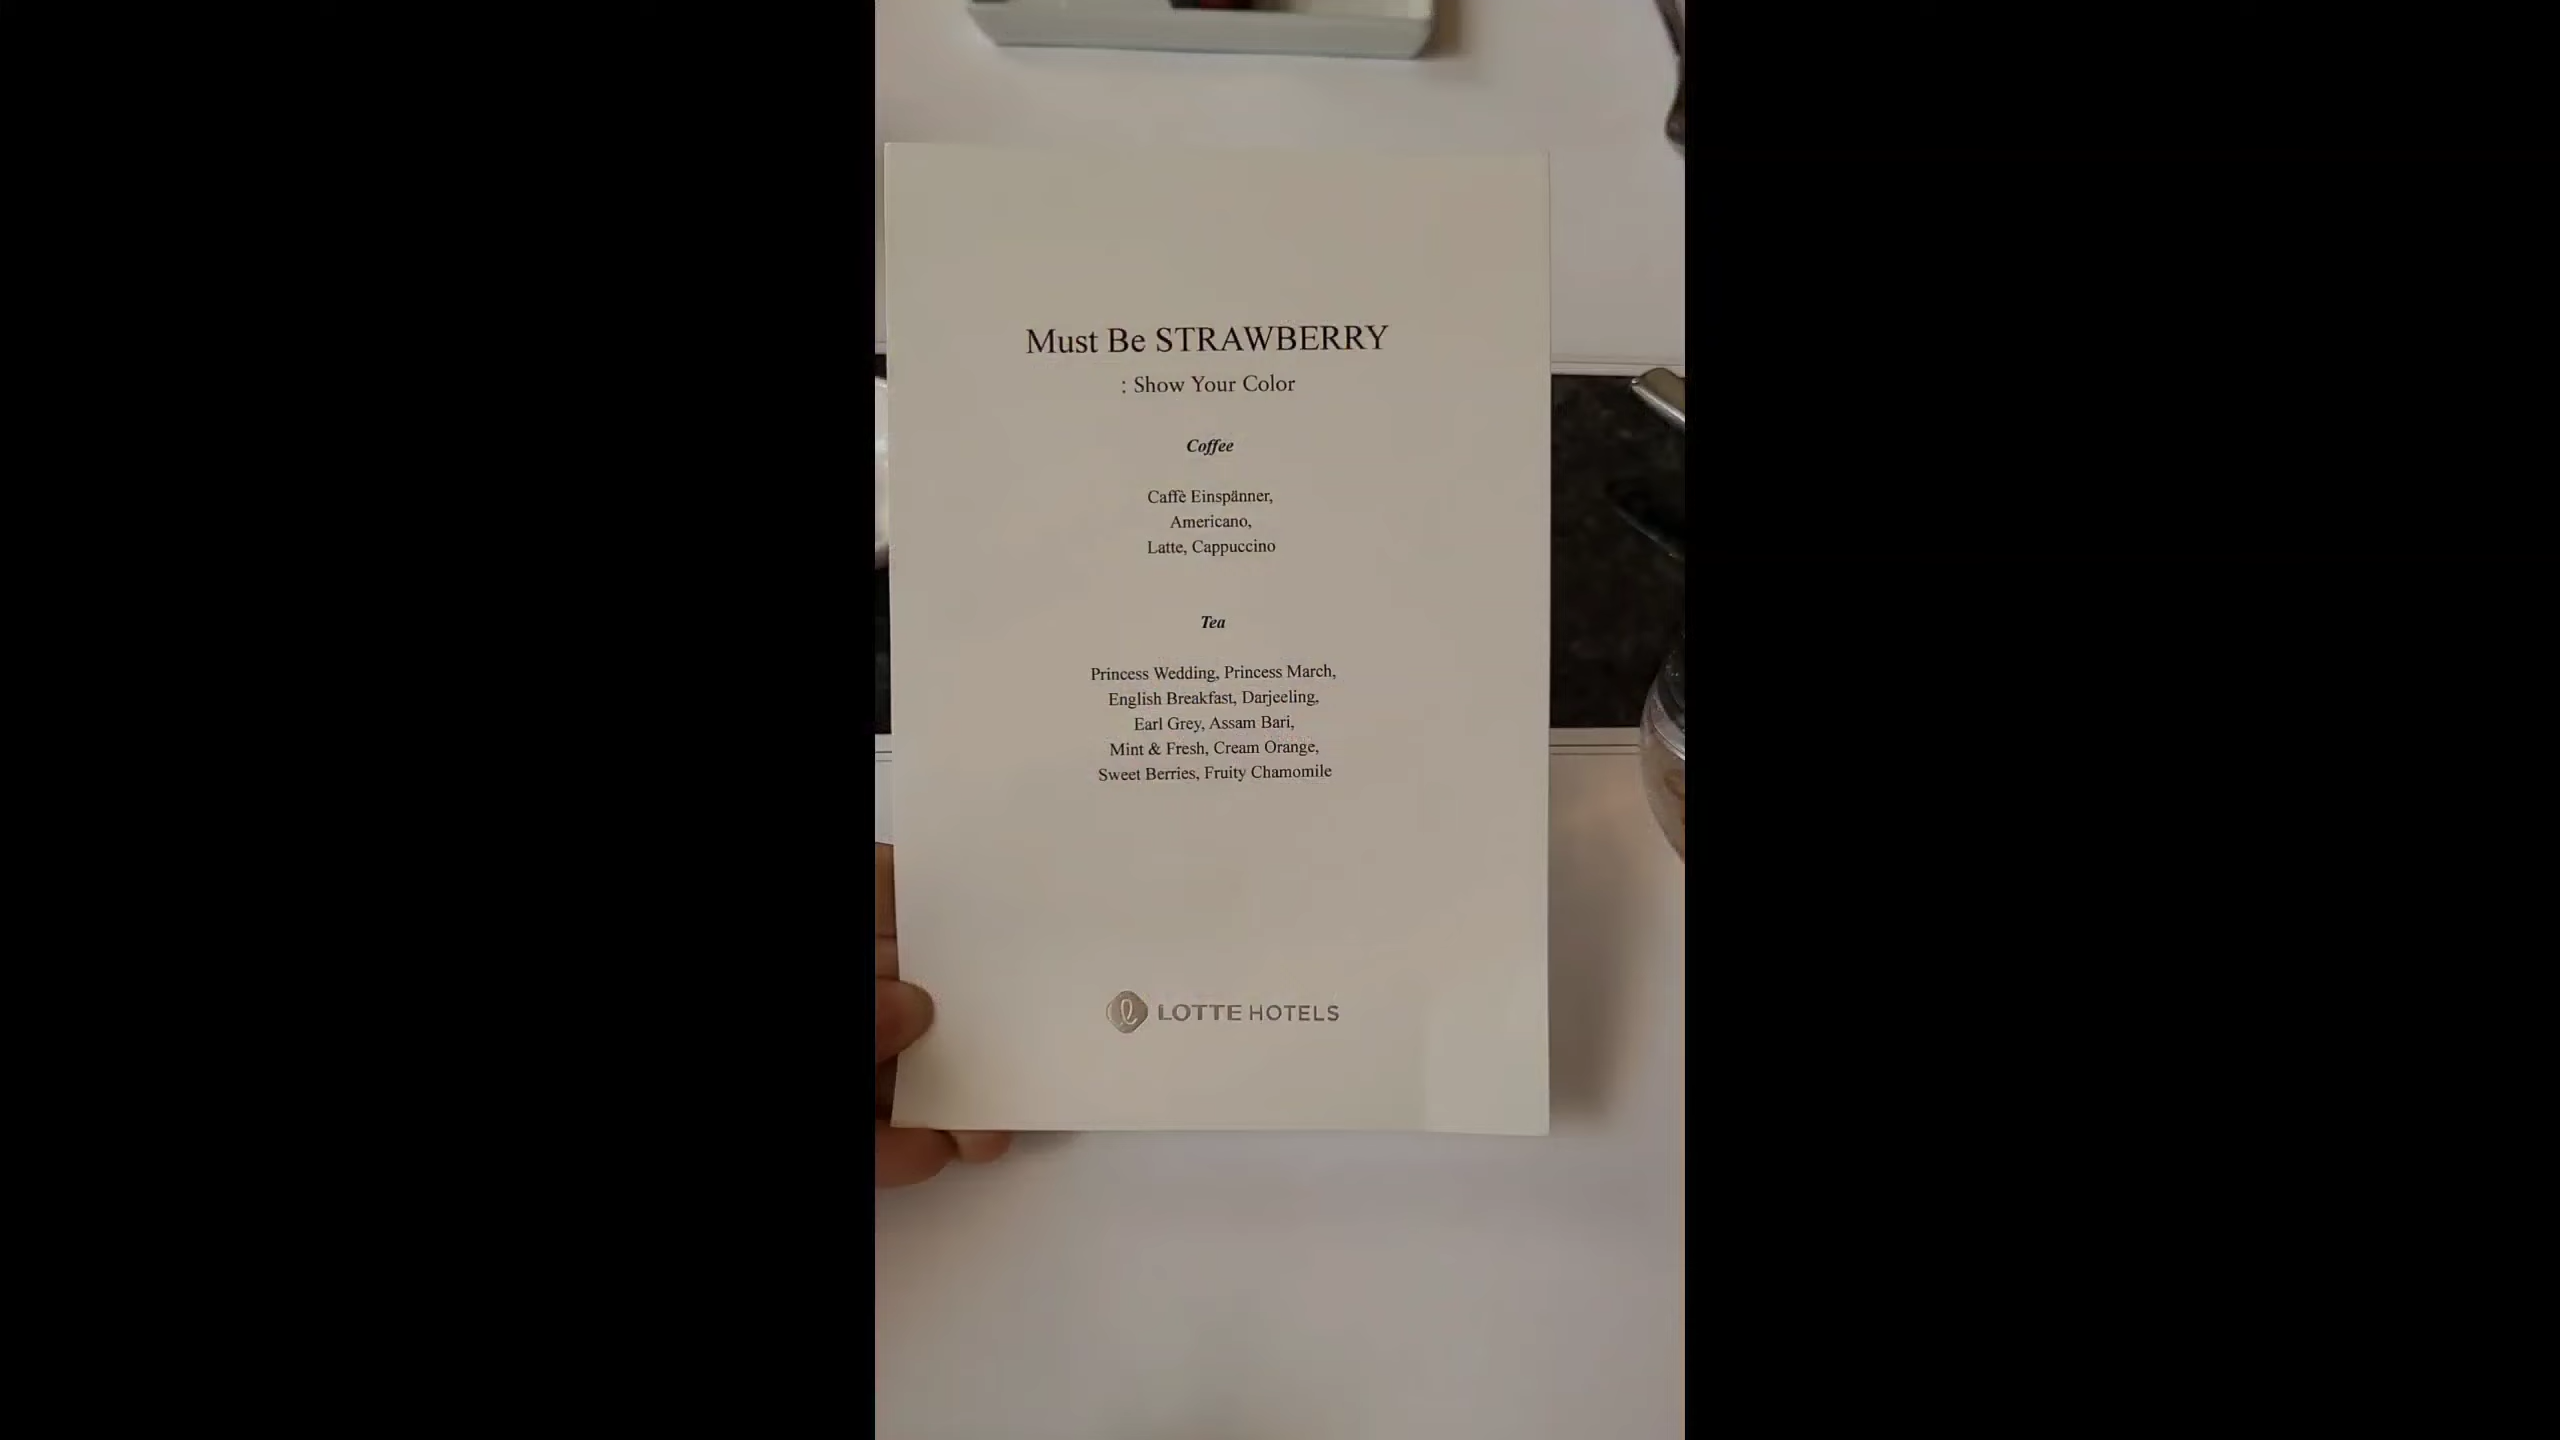 Must Be STRAWBERRY
: Show Your Color
Coffee
Caffè Einspänner,
Americano,
Latte, Cappuccino
Tea
Princess Wedding, Princess March,
English Breakfast, Darjeeling,
Earl Grey, Assam Bari,
Mint & Fresh, Cream Orange,
Sweet Berries, Fruity Chamomile
LOTTE HOTELS